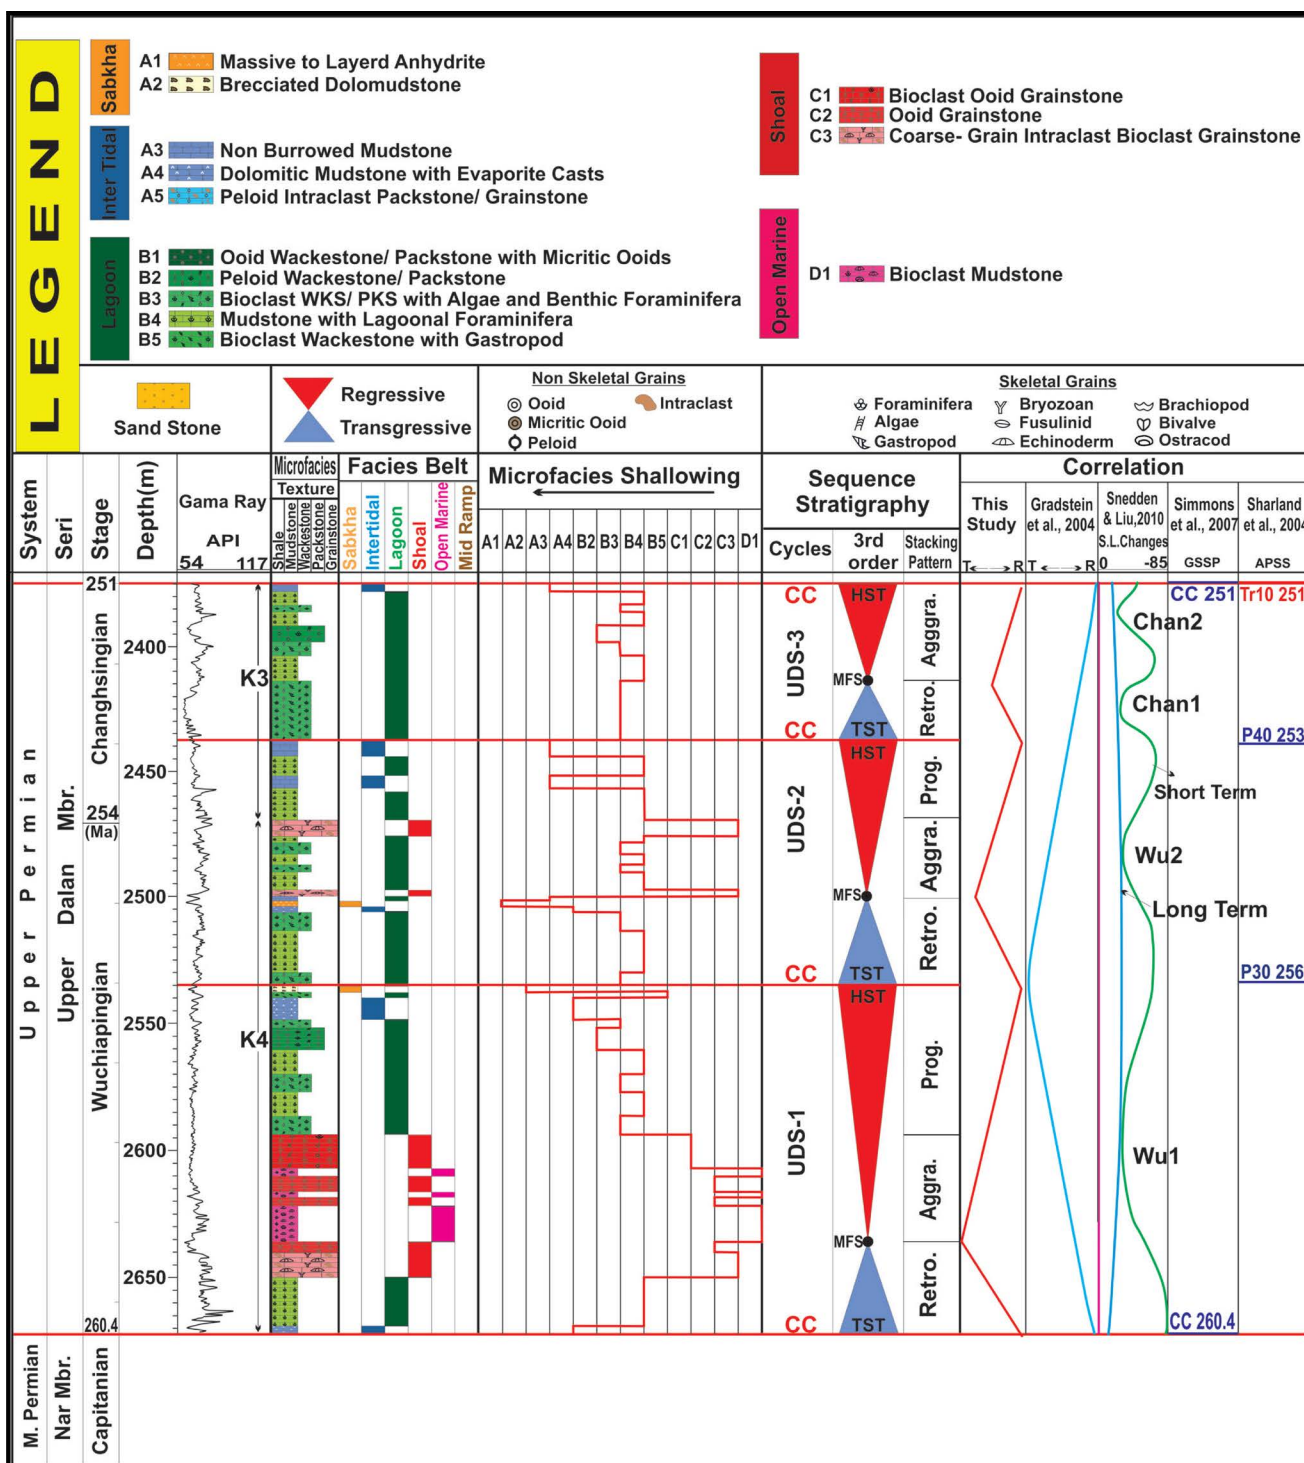 LEGEND
Sabkha
A1 Massive to Layerd Anhydrite
A2 Brecciated Dolomudstone
Inter Tidal
A3 Non Burrowed Mudstone
A4 Dolomitic Mudstone with Evaporite Casts
A5 Peloid Intraclast Packstone/ Grainstone
Lagoon
B1 Ooid Wackestone/ Packstone with Micritic Ooids
B2 Peloid Wackestone/ Packstone
B3 Bioclast WKS/ PKS with Algae and Benthic Foraminifera
B4 Mudstone with Lagoonal Foraminifera
B5 Bioclast Wackestone with Gastropod
Shoal
C1 Bioclast Ooid Grainstone
C2 Ooid Grainstone
C3 Coarse- Grain Intraclast Bioclast Grainstone
Open Marine
D1 Bioclast Mudstone
Sand Stone
Regressive
Transgressive
Non Skeletal Grains
Ooid Intraclast
Micritic Ooid
Peloid
Skeletal Grains
Foraminifera Bryozoan Brachiopod
Algae Fusulinid Bivalve
Gastropod Echinoderm Ostracod
System
Seri
Stage
Depth(m)
Gama Ray
API
54 117
Microfacies
Texture
Shale
Mudstone
Wackestone
Packstone
Grainstone
Facies Belt
Sabkha
Intertidal
Lagoon
Shoal
Open Marine
Mid Ramp
Microfacies Shallowing
A1 A2 A3 A4 B2 B3 B4 B5 C1 C2 C3 D1
Sequence
Stratigraphy
Cycles
3rd
order
Stacking
Pattern
Correlation
This
Study
T R
Gradstein
et al., 2004
T R
Snedden
& Liu,2010
S.L.Changes
0 -85
Simmons
et al., 2007
GSSP
Sharland
et al., 2004
APSS
Upper Permian
Upper Dalan Mbr.
251
Changhsingian
254
(Ma)
Wuchiapingian
260.4
2400
2450
2500
2550
2600
2650
K3
K4
CC
HST
UDS-3
MFS
CC
TST
Agggra.
Retro.
HST
UDS-2
MFS
CC
TST
Prog.
Aggra.
Retro.
HST
UDS-1
MFS
CC
TST
Prog.
Aggra.
Retro.
Chan2
Chan1
Short Term
Wu2
Long Term
Wu1
CC 251
Tr10 251
P40 253
P30 256
CC 260.4
M. Permian
Nar Mbr.
Capitanian